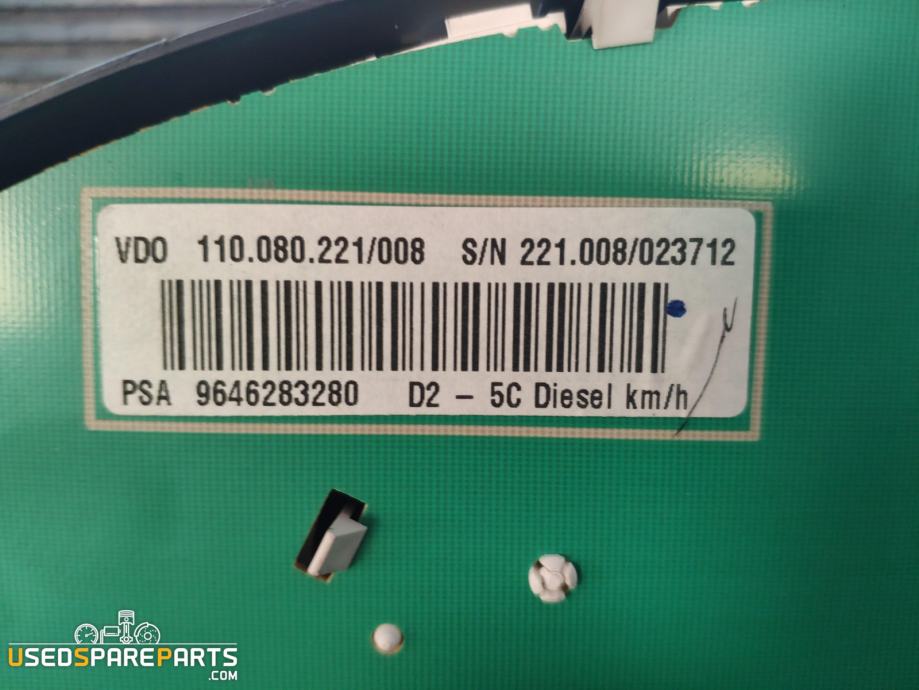 VDO 110.080.221/008 S/N 221.008/023712
PSA 9646283280 D2 - 5C Diesel km/h
USEDSPAREPARTS
.COM